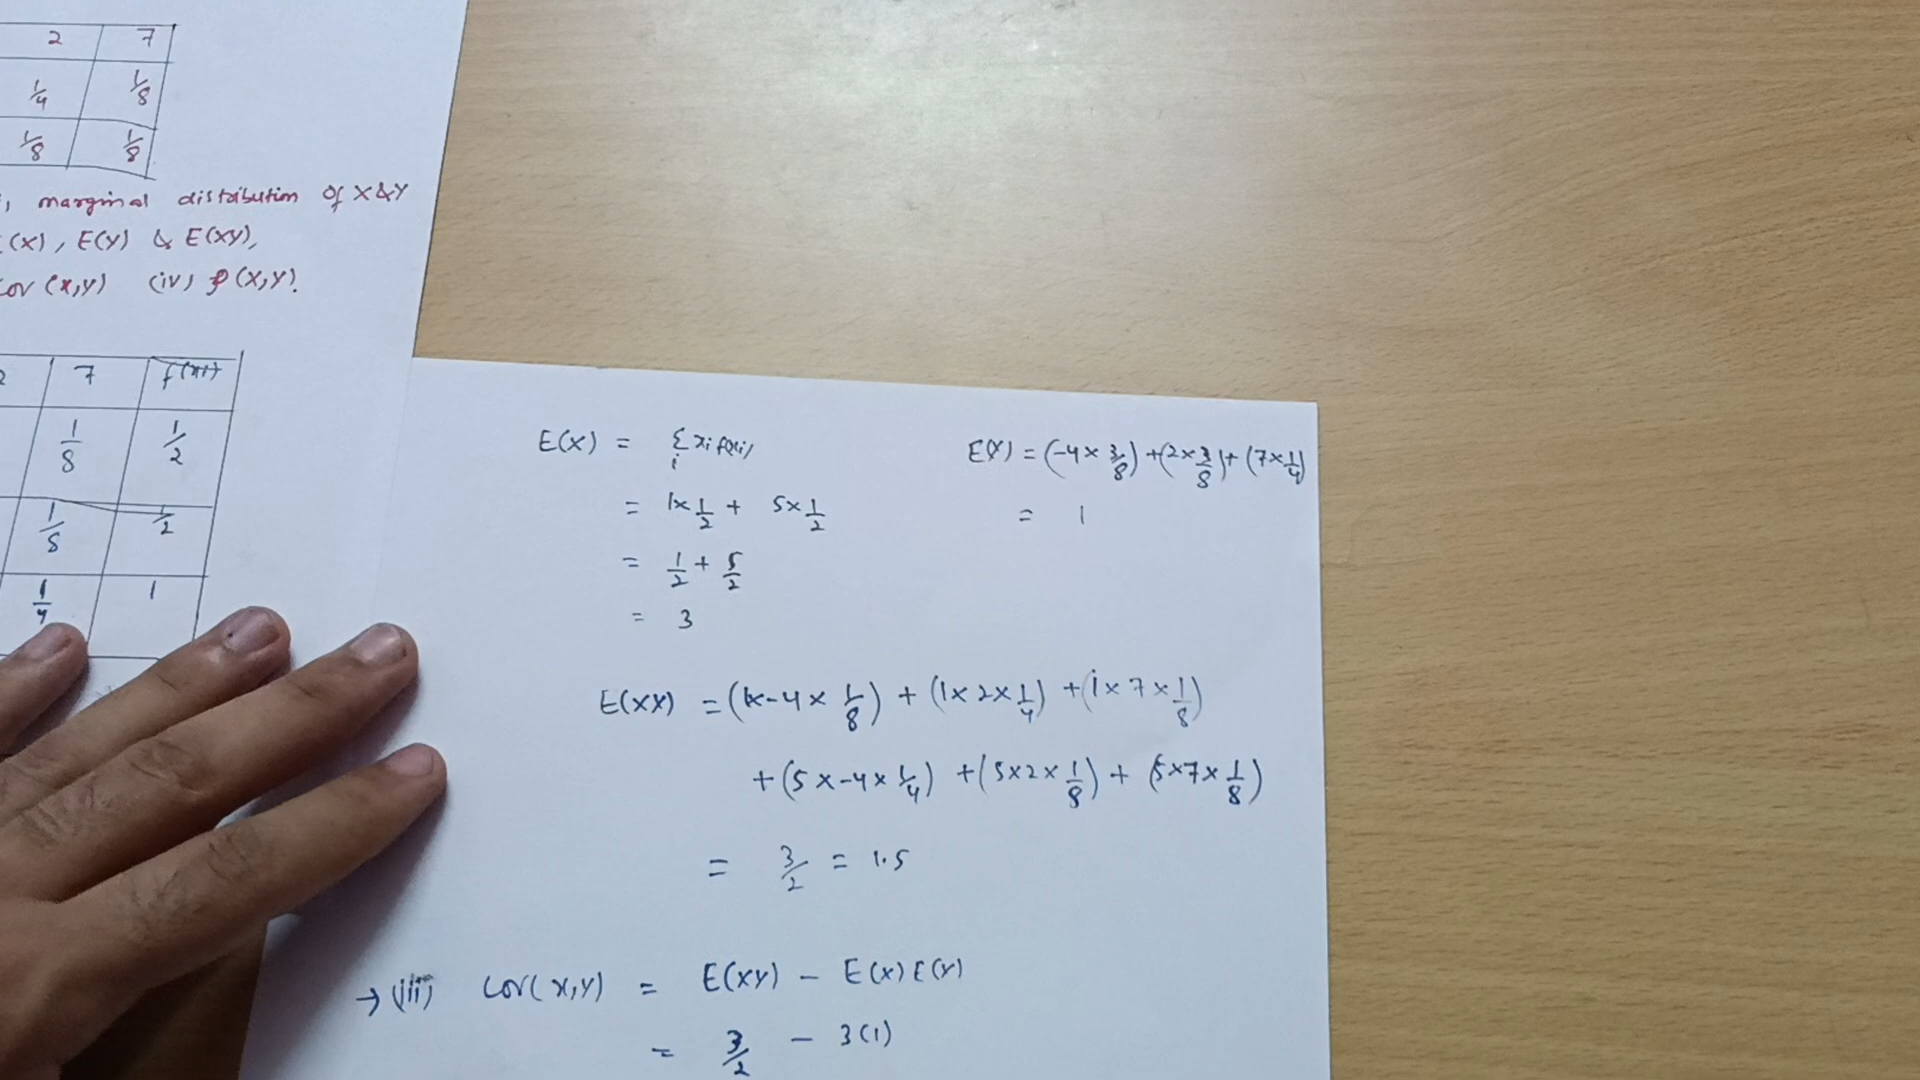 2 7
1/4 1/8
1/8 1/8
marginal distribution of X & Y
(X), E(Y) & E(XY),
Cov (X,Y) (iv) ρ(X,Y).
2 7 f(xi)
1/8 1/2
1/8 1/2
1/4 1
E(X) = Σ xi f(xi)
i
= 1×1/2 + 5×1/2
= 1/2 + 5/2
= 3
E(Y) = (-4×3/8) + (2×3/8) + (7×1/4)
= 1
E(XY) = (1×-4×1/8) + (1×2×1/4) + (1×7×1/8)
+ (5×-4×1/4) + (5×2×1/8) + (5×7×1/8)
= 3/2 = 1.5
→ (iii) Cov(X,Y) = E(XY) - E(X) E(Y)
= 3/2 - 3(1)